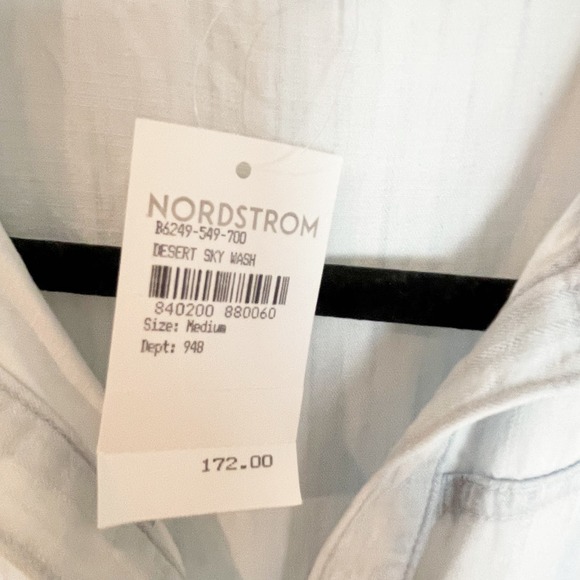 NORDSTROM
B6249-549-700
DESERT SKY WASH
840200 880060
Size: Medium
Dept: 948
172.00